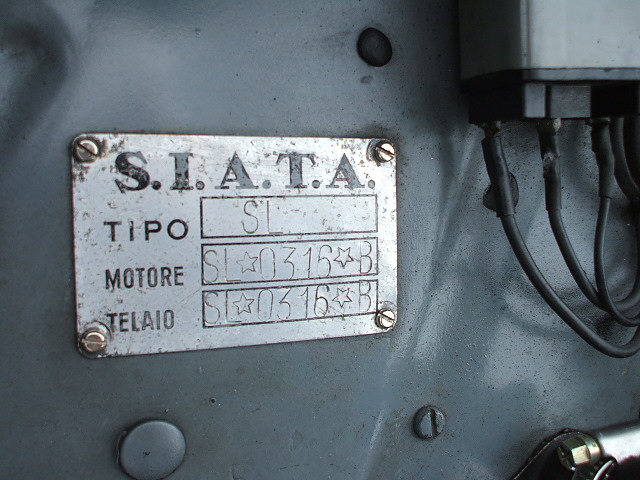 S.I.A.T.A.
TIPO SL
MOTORE SL☆0316☆B
TELAIO SL☆0316☆B